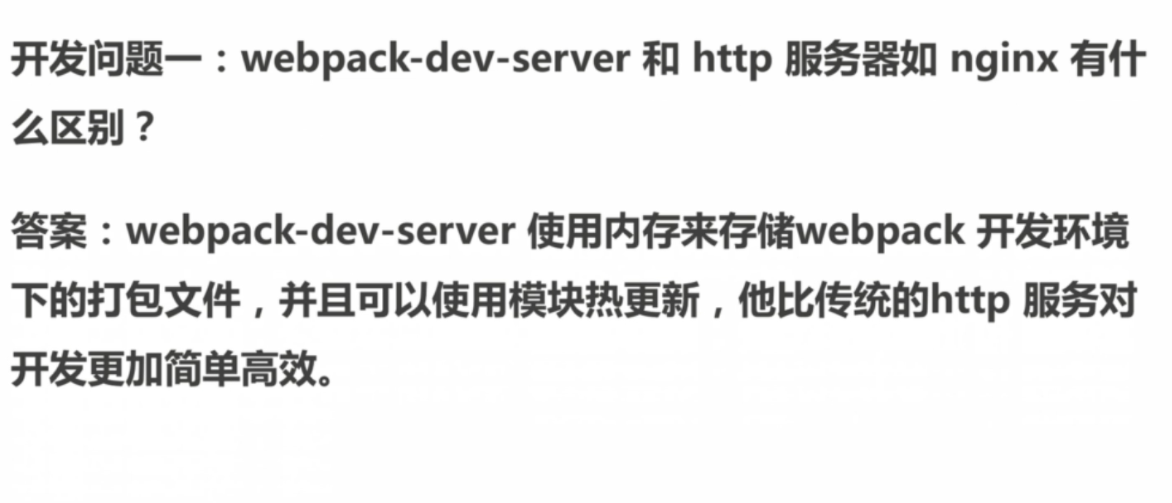 开发问题一：webpack-dev-server 和 http 服务器如 nginx 有什
么区别？
答案：webpack-dev-server 使用内存来存储webpack 开发环境
下的打包文件，并且可以使用模块热更新，他比传统的http 服务对
开发更加简单高效。